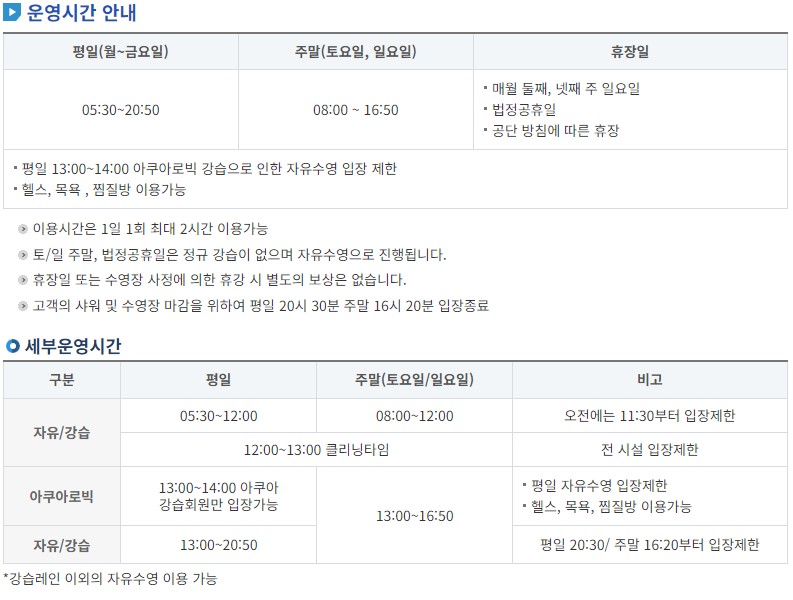 운영시간 안내
평일(월~금요일) 주말(토요일, 일요일) 휴장일
05:30~20:50 08:00 ~ 16:50
매월 둘째, 넷째 주 일요일
법정공휴일
공단 방침에 따른 휴장
평일 13:00~14:00 아쿠아로빅 강습으로 인한 자유수영 입장 제한
헬스, 목욕 , 찜질방 이용가능
이용시간은 1일 1회 최대 2시간 이용가능
토/일 주말, 법정공휴일은 정규 강습이 없으며 자유수영으로 진행됩니다.
휴장일 또는 수영장 사정에 의한 휴강 시 별도의 보상은 없습니다.
고객의 샤워 및 수영장 마감을 위하여 평일 20시 30분 주말 16시 20분 입장종료
세부운영시간
구분 평일 주말(토요일/일요일) 비고
자유/강습 05:30~12:00 08:00~12:00 오전에는 11:30부터 입장제한
12:00~13:00 클리닝타임 전 시설 입장제한
아쿠아로빅
13:00~14:00 아쿠아
강습회원만 입장가능
13:00~16:50
평일 자유수영 입장제한
헬스, 목욕, 찜질방 이용가능
자유/강습 13:00~20:50 평일 20:30/ 주말 16:20부터 입장제한
*강습레인 이외의 자유수영 이용 가능